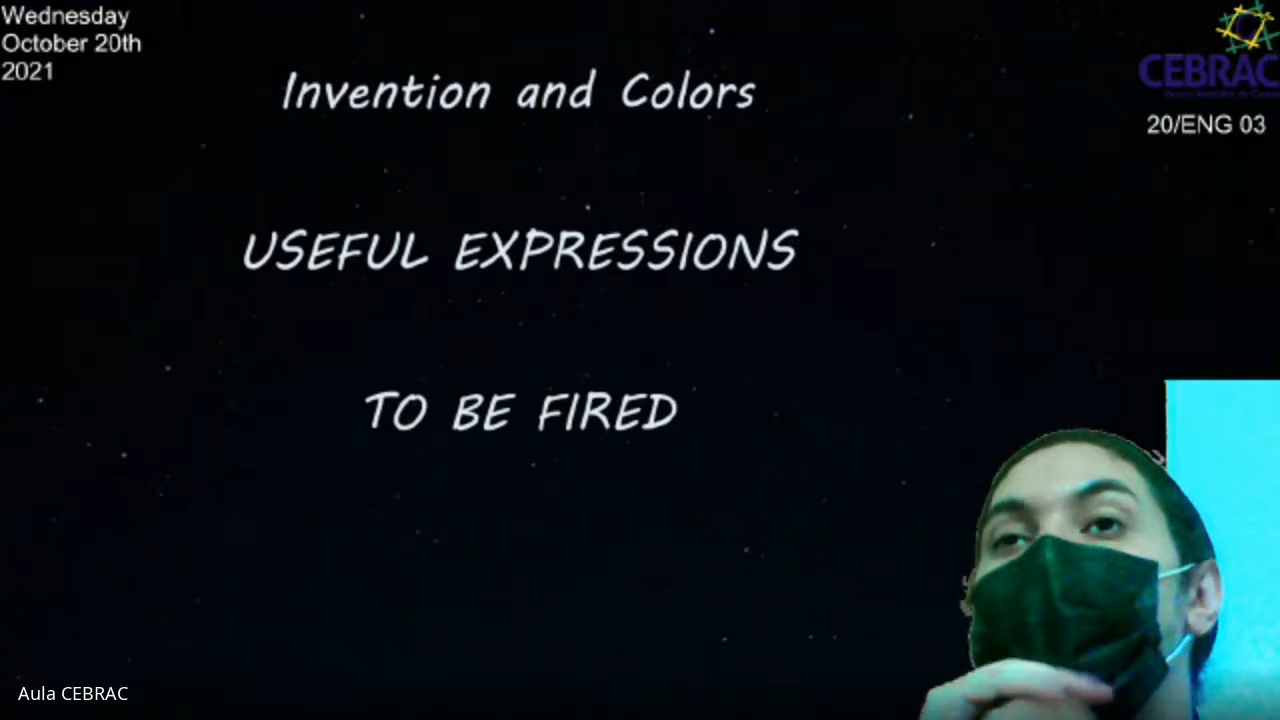 Wednesday
October 20th
2021
CEBRAC
20/ENG 03
Invention and Colors
USEFUL EXPRESSIONS
TO BE FIRED
Aula CEBRAC